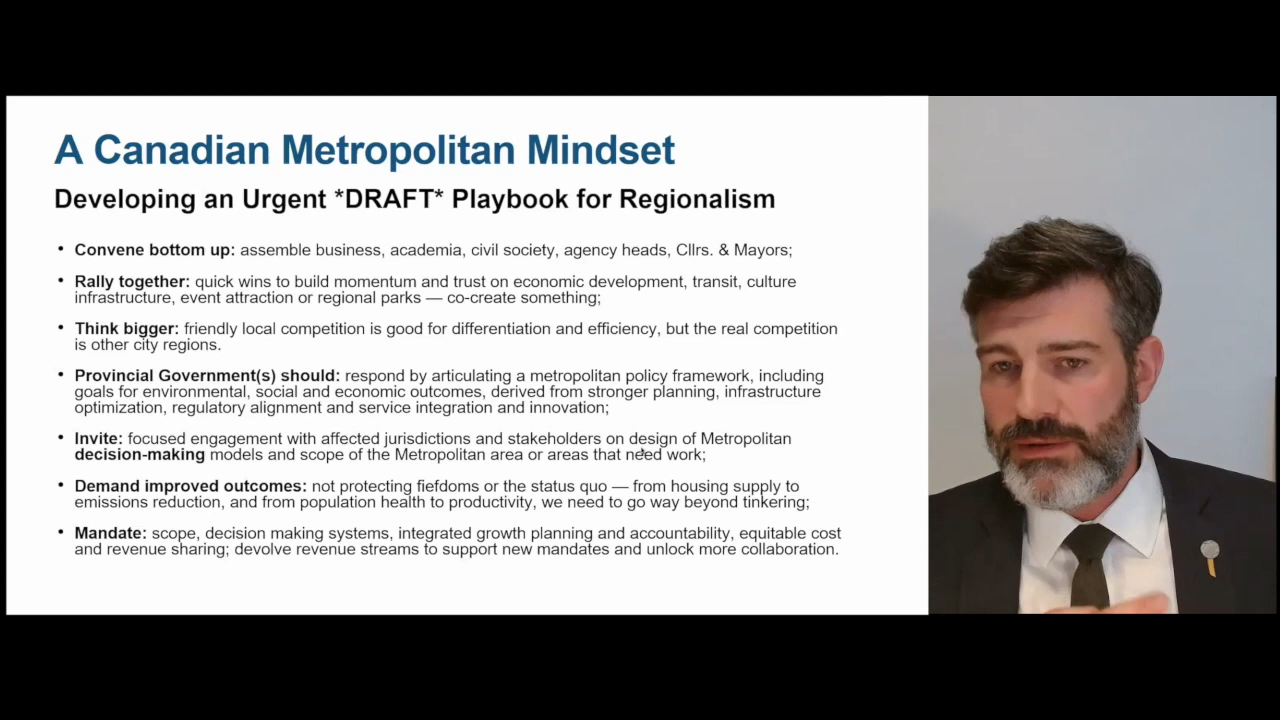 A Canadian Metropolitan Mindset
Developing an Urgent *DRAFT* Playbook for Regionalism
• Convene bottom up: assemble business, academia, civil society, agency heads, Cllrs. & Mayors;
• Rally together: quick wins to build momentum and trust on economic development, transit, culture
infrastructure, event attraction or regional parks — co-create something;
• Think bigger: friendly local competition is good for differentiation and efficiency, but the real competition
is other city regions.
• Provincial Government(s) should: respond by articulating a metropolitan policy framework, including
goals for environmental, social and economic outcomes, derived from stronger planning, infrastructure
optimization, regulatory alignment and service integration and innovation;
• Invite: focused engagement with affected jurisdictions and stakeholders on design of Metropolitan
decision-making models and scope of the Metropolitan area or areas that need work;
• Demand improved outcomes: not protecting fiefdoms or the status quo — from housing supply to
emissions reduction, and from population health to productivity, we need to go way beyond tinkering;
• Mandate: scope, decision making systems, integrated growth planning and accountability, equitable cost
and revenue sharing; devolve revenue streams to support new mandates and unlock more collaboration.